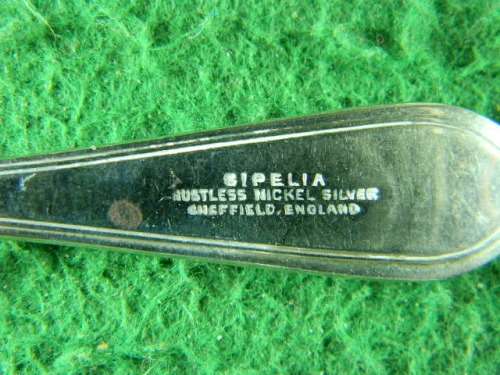 SIPELIA
RUSTLESS NICKEL SILVER
SHEFFIELD, ENGLAND